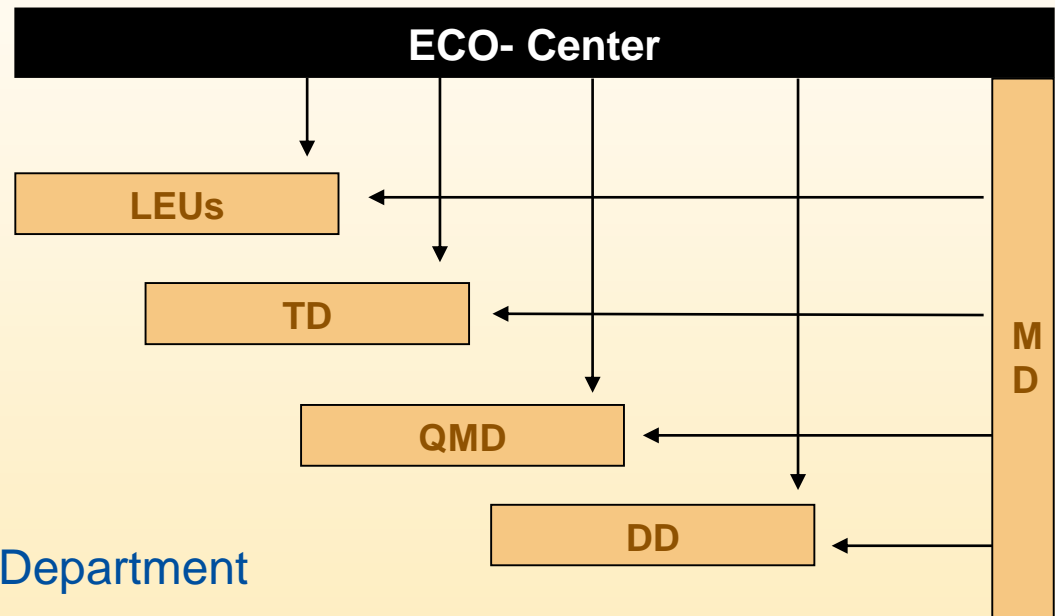 ECO- Center
LEUs
TD
M
D
QMD
DD
Department